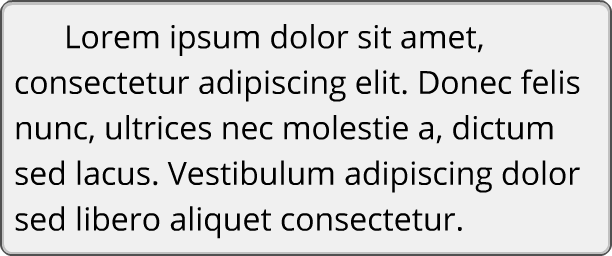 Lorem ipsum dolor sit amet,
consectetur adipiscing elit. Donec felis
nunc, ultrices nec molestie a, dictum
sed lacus. Vestibulum adipiscing dolor
sed libero aliquet consectetur.